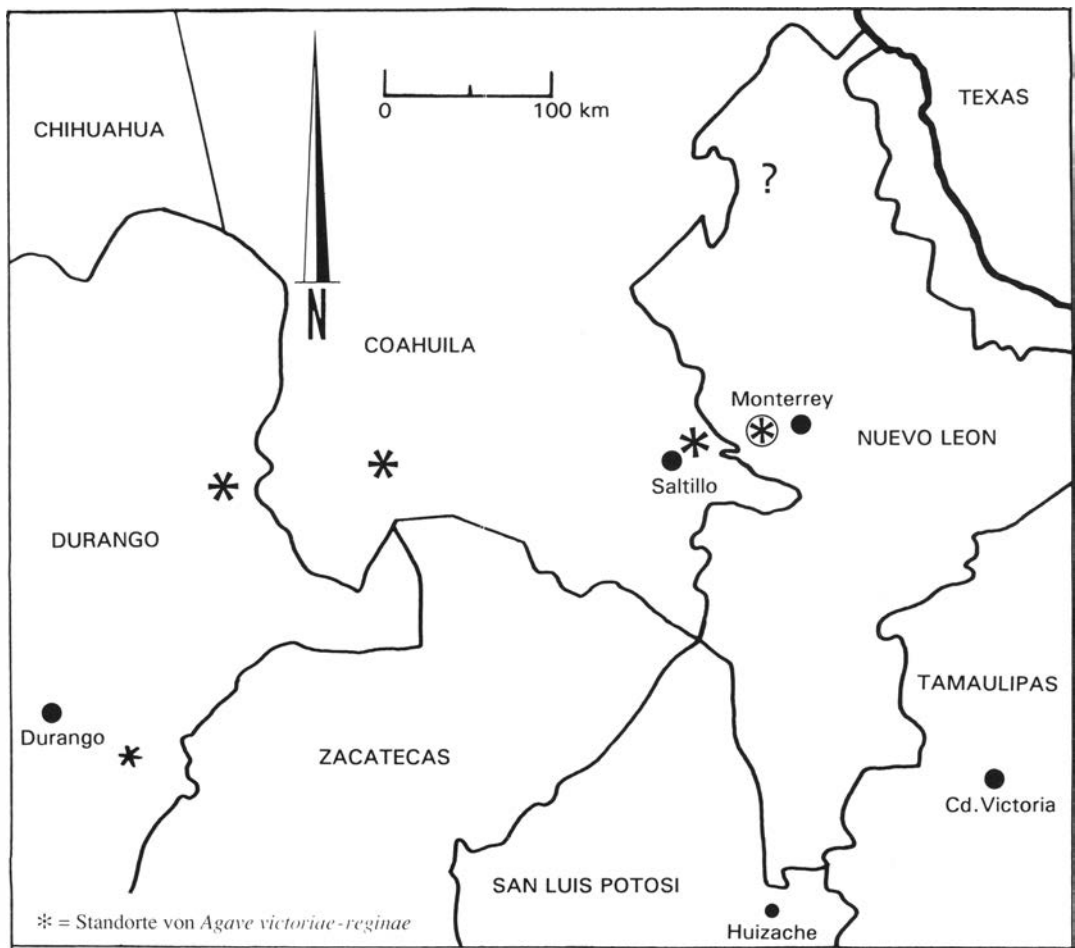 TEXAS
0 100 km
CHIHUAHUA
?
N
COAHUILA
Monterrey
NUEVO LEON
Saltillo
DURANGO
TAMAULIPAS
Durango
ZACATECAS
Cd. Victoria
SAN LUIS POTOSI
* = Standorte von Agave victoriae-reginae
Huizache